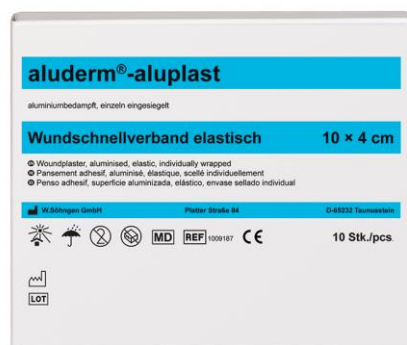 aluderm®-aluplast
aluminiumbedampft, einzeln eingesiegelt
Wundschnellverband elastisch 10 × 4 cm
Woundplaster, aluminised, elastic, individually wrapped
Pansement adhesif, aluminisé, élastique, scellé individuellement
Penso adhesif, superficie aluminizada, elástico, envase sellado individual
W.Söhngen GmbH Platter Straße 84 D-65232 Taunusstein
2 MD REF 1009187 CE 10 Stk./pcs.
LOT